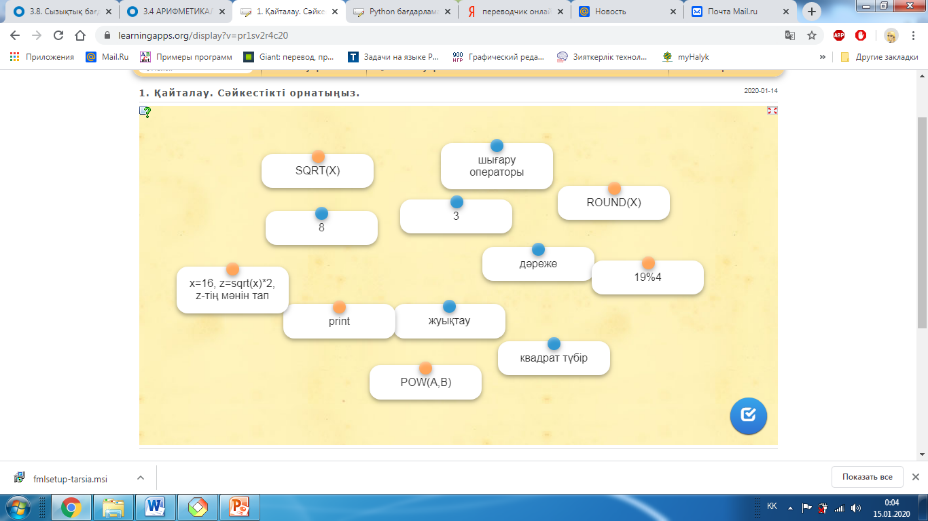 3.8. Сызықтық бағ
3.4 АРИФМЕТИКА
1. Қайталау. Сәйке
Python бағдарлам
переводчик онла
Новость
Почта Mail.ru
learningapps.org/display?v=pr1sv2r4c20
Приложения
Mail.Ru
Примеры программ
Giant: перевод, пр...
Задачи на языке P...
Графический реда...
Зияткерлік технол...
myHalyk
»
Другие закладки
1. Қайталау. Сәйкестікті орнатыңыз.
2020-01-14
SQRT(X)
шығару
операторы
ROUND(X)
8
3
дәреже
19%4
x=16, z=sqrt(x)*2,
z-тің мәнін тап
print
жуықтау
квадрат түбір
POW(A,B)
fmlsetup-tarsia.msi
Показать все
KK
0:04
15.01.2020